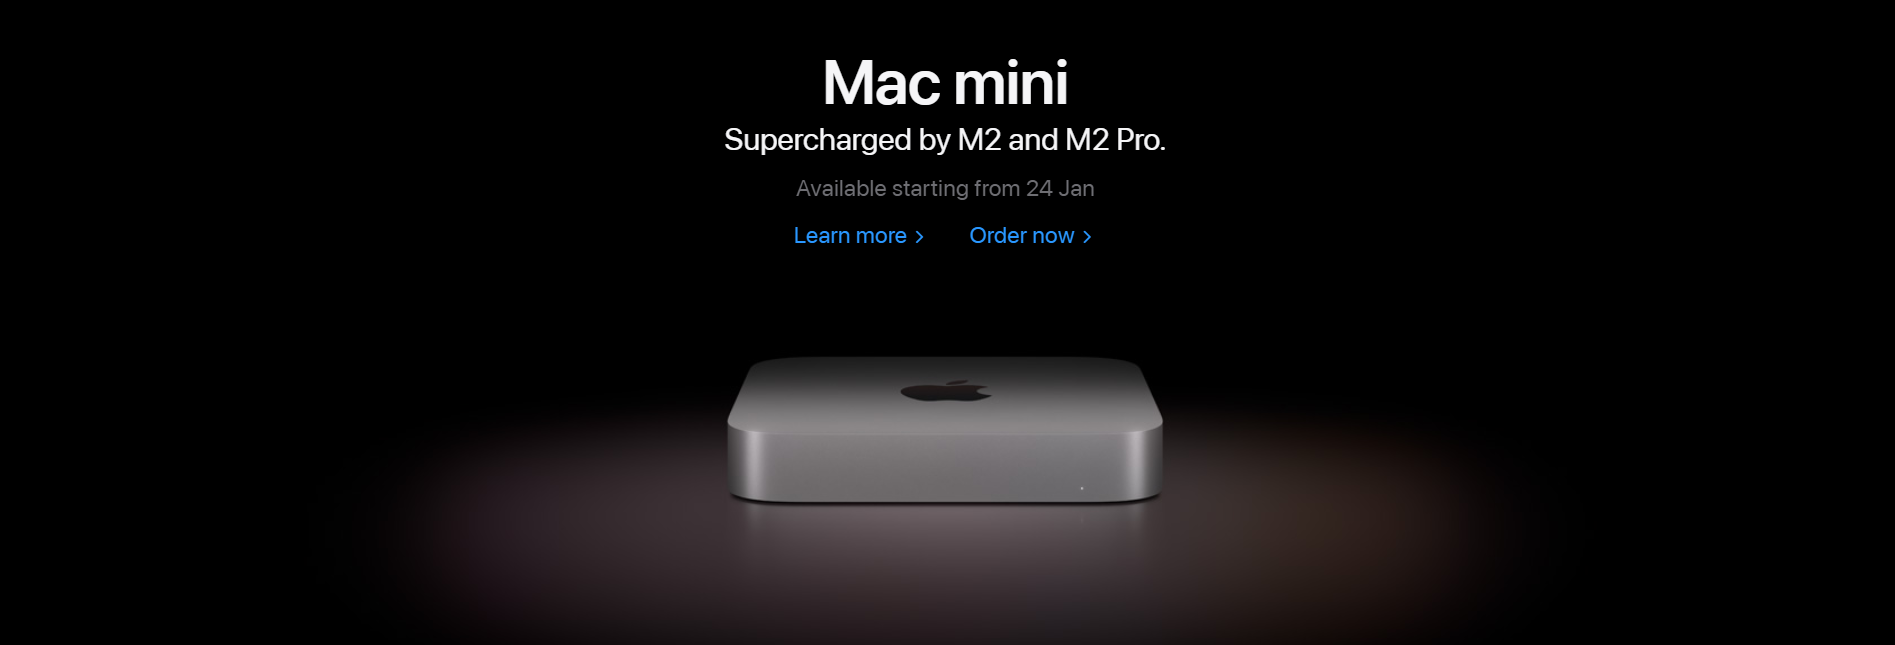 Mac mini
Supercharged by M2 and M2 Pro.
Available starting from 24 Jan
Learn more > Order now >